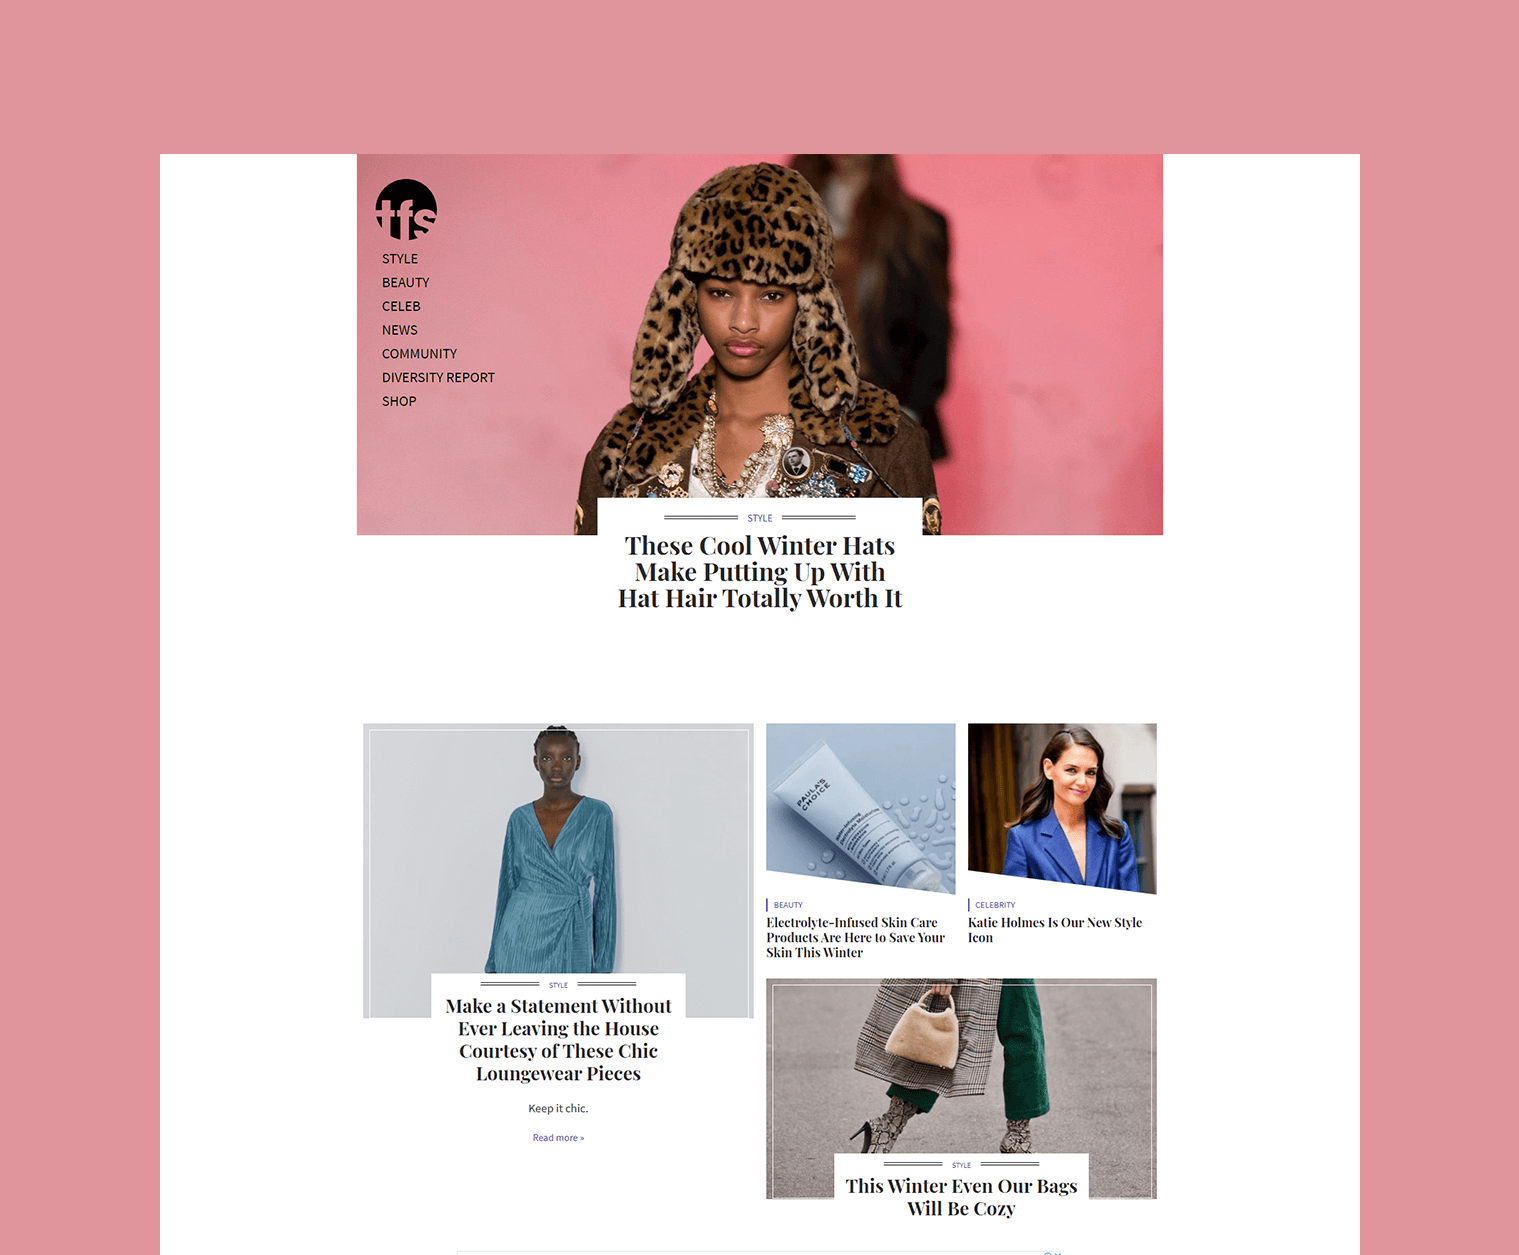 tfs
STYLE
BEAUTY
CELEB
NEWS
COMMUNITY
DIVERSITY REPORT
SHOP
STYLE
These Cool Winter Hats
Make Putting Up With
Hat Hair Totally Worth It
STYLE
Make a Statement Without
Ever Leaving the House
Courtesy of These Chic
Loungewear Pieces
Keep it chic.
Read more »
PAULA'S
CHOICE
BEAUTY
Electrolyte-Infused Skin Care
Products Are Here to Save Your
Skin This Winter
CELEBRITY
Katie Holmes Is Our New Style
Icon
STYLE
This Winter Even Our Bags
Will Be Cozy